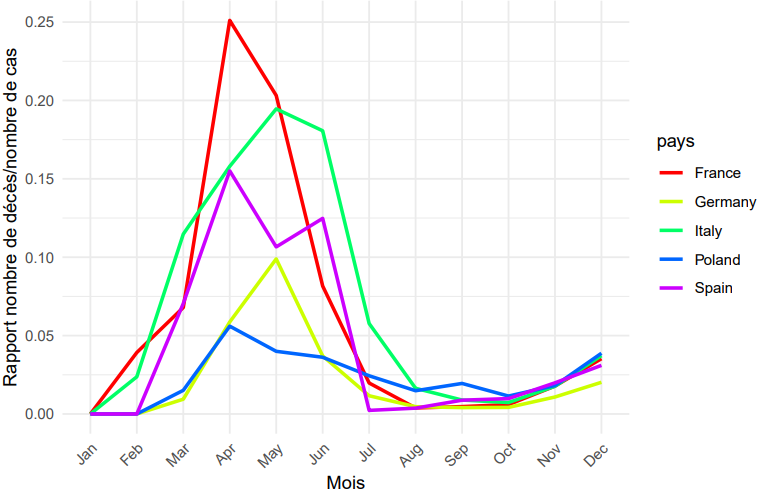 Rapport nombre de décès/nombre de cas
0.25
0.20
0.15
0.10
0.05
0.00
Jan
Feb
Mar
Apr
May
Jun
Jul
Aug
Sep
Oct
Nov
Dec
Mois
pays
France
Germany
Italy
Poland
Spain